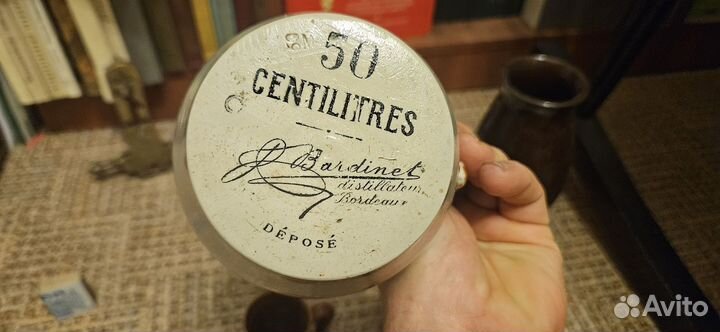 50
CENTILITRES
Bardinet
distillateur
Bordeaux
DÉPOSÉ
Avito